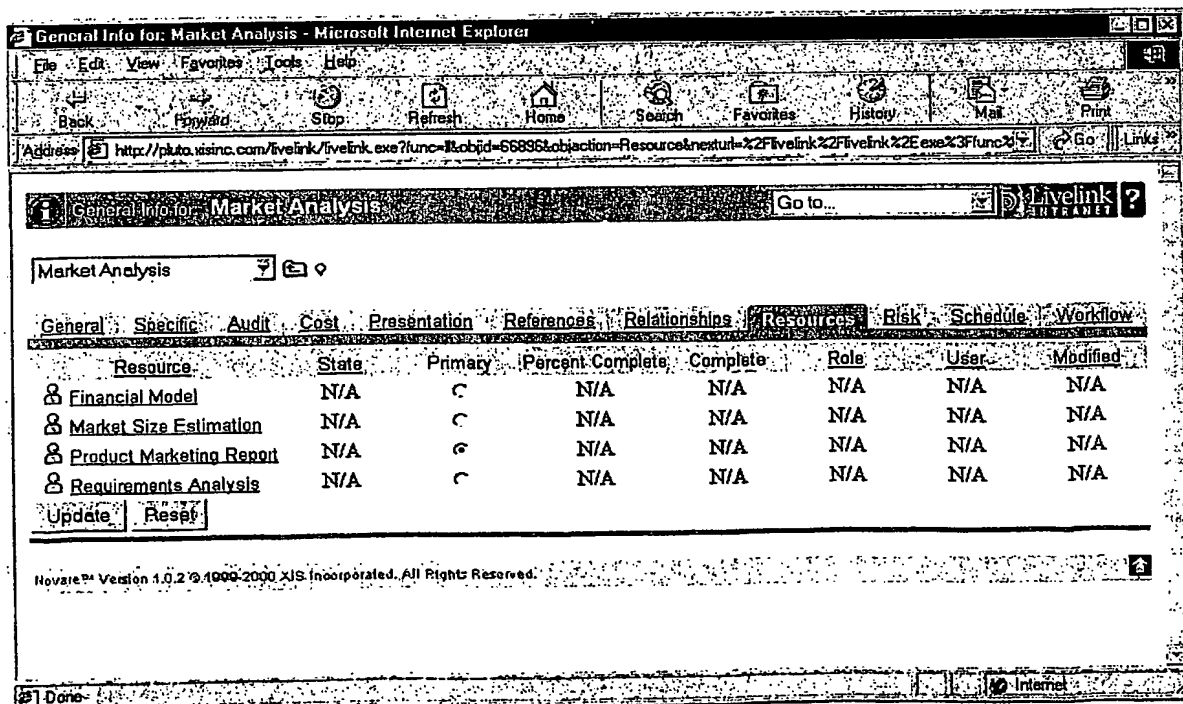 General Info for: Market Analysis - Microsoft Internet Explorer
File Edit View Favorites Tools Help
Back Forward Stop Refresh Home Search Favorites History Mail Print
Address http://pluto.xisinc.com/livelink/livelink.exe?func=ll&objid=66896&objaction=Resource&nexturl=%2Flivelink%2Flivelink%2Eexe%3Ffunc% Go Links
General Info for: Market Analysis Go to... Livelink INTRANET ?
Market Analysis
General Specific Audit Cost Presentation References Relationships Resource Risk Schedule Workflow
Resource State Primary Percent Complete Complete Role User Modified
Financial Model N/A N/A N/A N/A N/A N/A
Market Size Estimation N/A N/A N/A N/A N/A N/A
Product Marketing Report N/A N/A N/A N/A N/A N/A
Requirements Analysis N/A N/A N/A N/A N/A N/A
Update Reset
Novare™ Version 1.0.2 © 1999-2000 XIS Incorporated. All Rights Reserved.
Done Internet